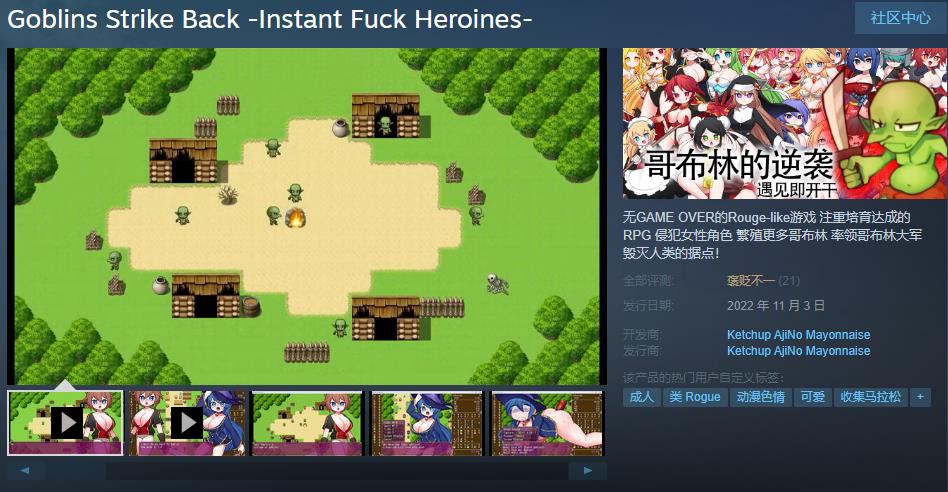 Goblins Strike Back -Instant Fuck Heroines-
社区中心
哥布林的逆袭
遇见即开干
无GAME OVER的Rouge-like游戏 注重培育达成的
RPG 侵犯女性角色 繁殖更多哥布林 率领哥布林大军
毁灭人类的据点!
全部评测: 褒贬不一 (21)
发行日期: 2022 年 11 月 3 日
开发商: Ketchup AjiNo Mayonnaise
发行商: Ketchup AjiNo Mayonnaise
该产品的热门用户自定义标签:
成人 类 Rogue 动漫色情 可爱 收集马拉松 +